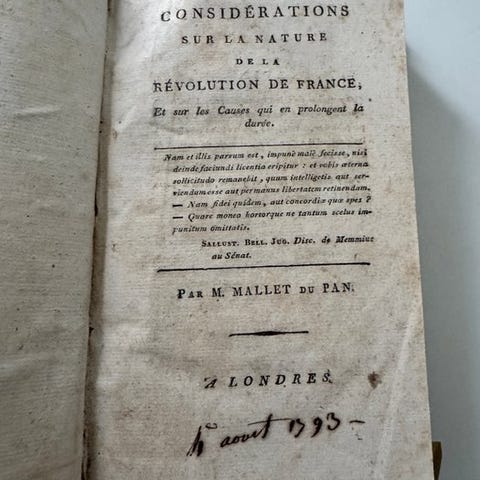 CONSIDÉRATIONS
SUR LA NATURE
DE LA
RÉVOLUTION DE FRANCE,
Et sur les Causes qui en prolongent la
durée.
Nam et illis parvum est, impunè malè fecisse, nisi
deinde faciundi licentia eripitur : et vobis æterna
sollicitudo remanebit, quum intelligetis aut ser-
viendum esse aut per manus libertatem retinendam.
— Nam fidei quidem, aut concordiæ quæ spes ?
— Quare moneo hortorque ne tantum scelus im-
punitum omittatis.
SALLUST. BELL. JUG. Disc. de Memmius
au Sénat.
PAR M. MALLET DU PAN.
A LONDRES.
aouet 1793 —